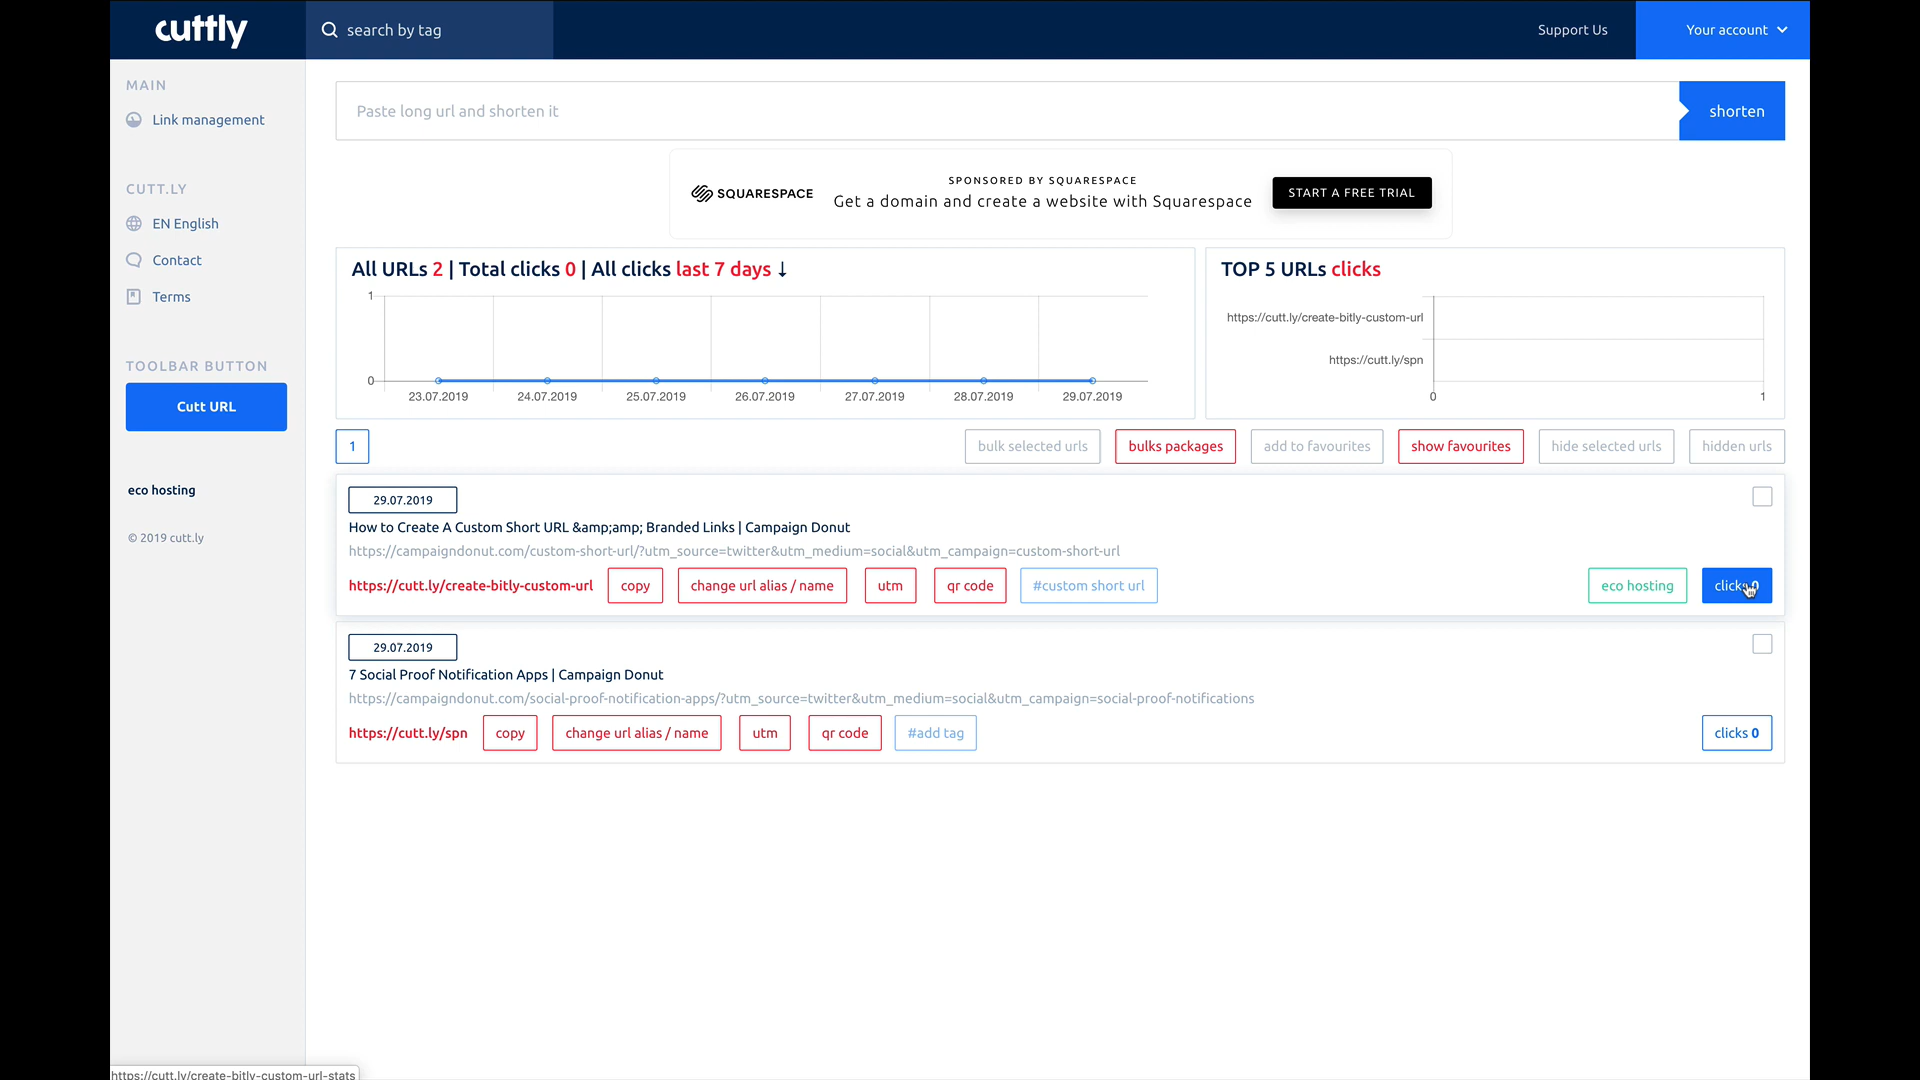 cuttly
search by tag
Support Us
Your account
MAIN
Link management
CUTT.LY
EN English
Contact
Terms
TOOLBAR BUTTON
Cutt URL
eco hosting
© 2019 cutt.ly
Paste long url and shorten it
shorten
SQUARESPACE
SPONSORED BY SQUARESPACE
Get a domain and create a website with Squarespace
START A FREE TRIAL
All URLs 2 | Total clicks 0 | All clicks last 7 days ↓
1
0
23.07.2019 24.07.2019 25.07.2019 26.07.2019 27.07.2019 28.07.2019 29.07.2019
TOP 5 URLs clicks
https://cutt.ly/create-bitly-custom-url
https://cutt.ly/spn
0 1
1
bulk selected urls
bulks packages
add to favourites
show favourites
hide selected urls
hidden urls
29.07.2019
How to Create A Custom Short URL &amp;amp; Branded Links | Campaign Donut
https://campaigndonut.com/custom-short-url/?utm_source=twitter&utm_medium=social&utm_campaign=custom-short-url
https://cutt.ly/create-bitly-custom-url copy change url alias / name utm qr code #custom short url eco hosting clicks 0
29.07.2019
7 Social Proof Notification Apps | Campaign Donut
https://campaigndonut.com/social-proof-notification-apps/?utm_source=twitter&utm_medium=social&utm_campaign=social-proof-notifications
https://cutt.ly/spn copy change url alias / name utm qr code #add tag clicks 0
https://cutt.ly/create-bitly-custom-url-stats